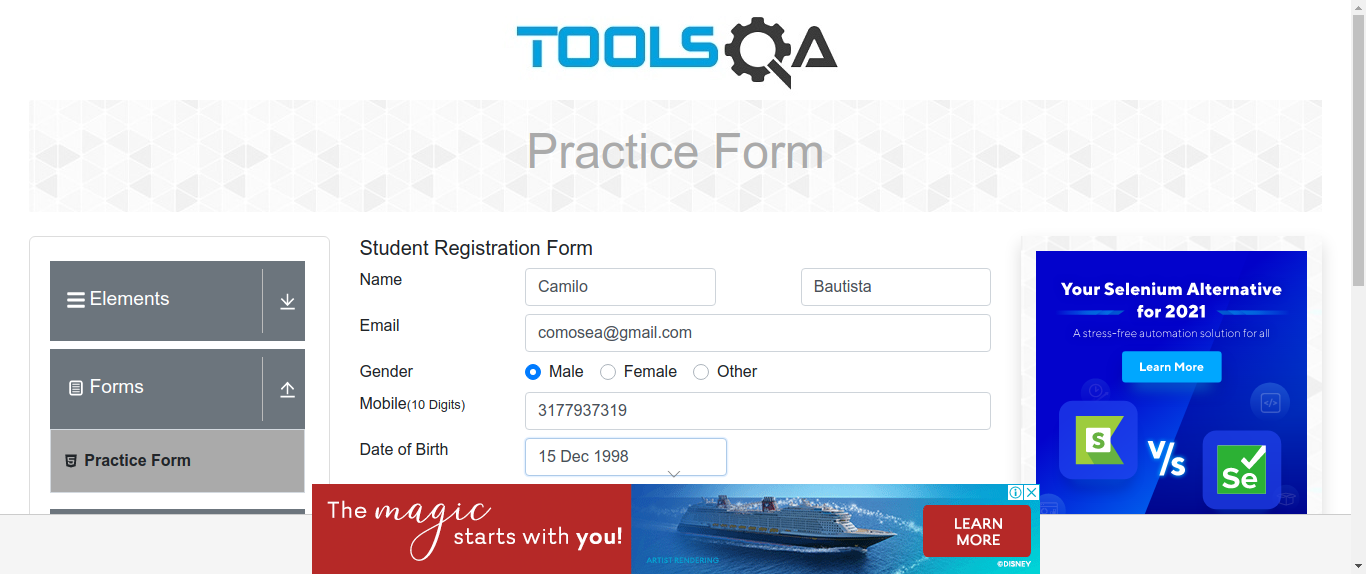 TOOLSQA
Practice Form
Elements
Forms
Practice Form
Student Registration Form
Name
Camilo
Bautista
Email
comosea@gmail.com
Gender
Male
Female
Other
Mobile(10 Digits)
3177937319
Date of Birth
15 Dec 1998
Your Selenium Alternative
for 2021
A stress-free automation solution for all
Learn More
S
V/s
Se
The magic
starts with you!
ARTIST RENDERING
LEARN
MORE
©DISNEY